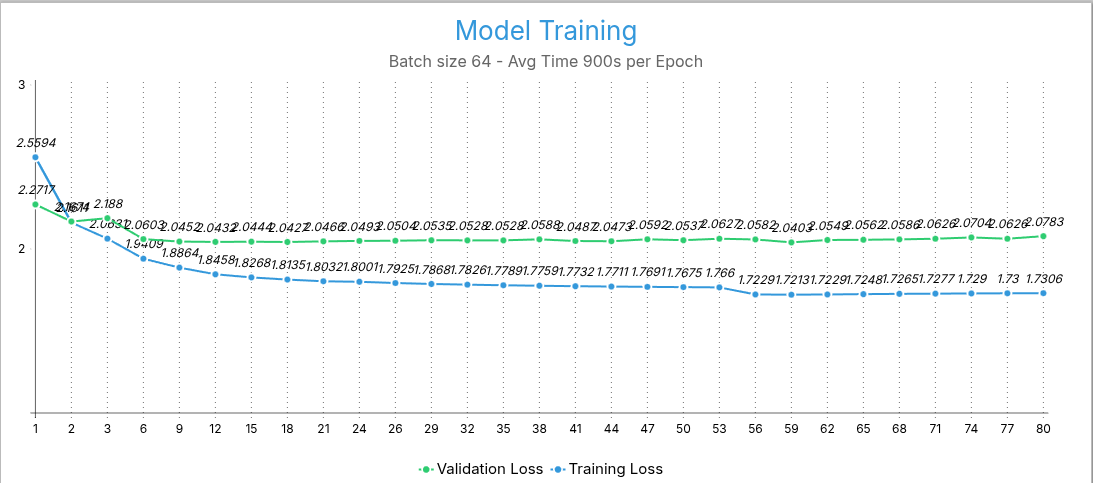 Model Training
Batch size 64 - Avg Time 900s per Epoch
3
2.5594
2.2717
2.188
2.0603 2.0452 2.0432 2.0444 2.0427 2.0466 2.0493 2.0504 2.0535 2.0528 2.0528 2.0588 2.0487 2.0473 2.0592 2.0537 2.0627 2.0582 2.0403 2.0549 2.0562 2.0586 2.0626 2.0704 2.0626 2.0783
2
1.9409 1.8864 1.8458 1.8268 1.8135 1.8032 1.8001 1.7925 1.7868 1.7826 1.7789 1.7759 1.7732 1.7711 1.7691 1.7675 1.766 1.7229 1.7213 1.7229 1.7248 1.7265 1.7277 1.729 1.73 1.7306
1 2 3 6 9 12 15 18 21 24 26 29 32 35 38 41 44 47 50 53 56 59 62 65 68 71 74 77 80
Validation Loss Training Loss